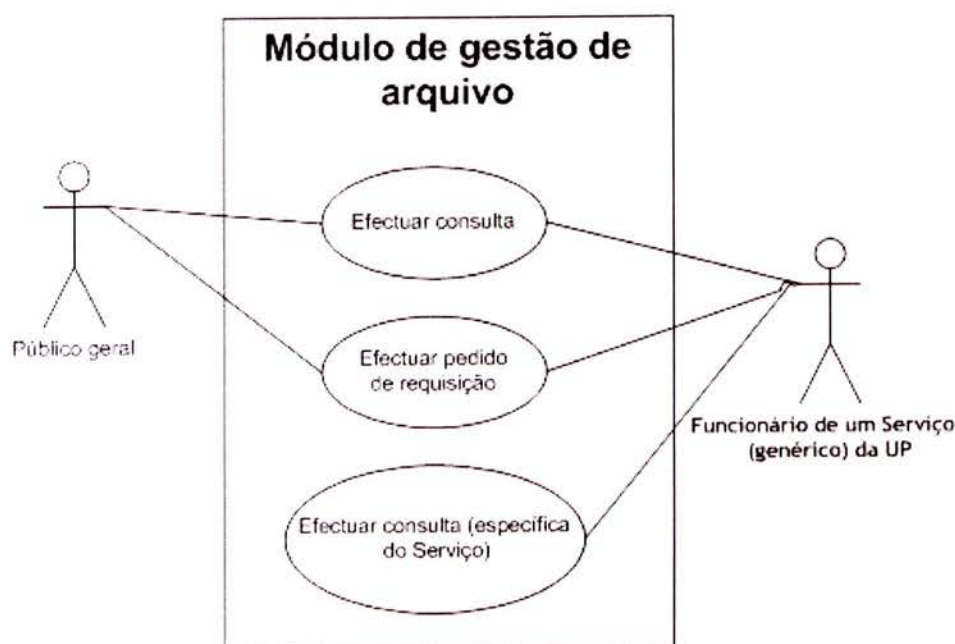 Módulo de gestão de
arquivo
Efectuar consulta
Público geral
Efectuar pedido
de requisição
Funcionário de um Serviço
(genérico) da UP
Efectuar consulta (específica
do Serviço)